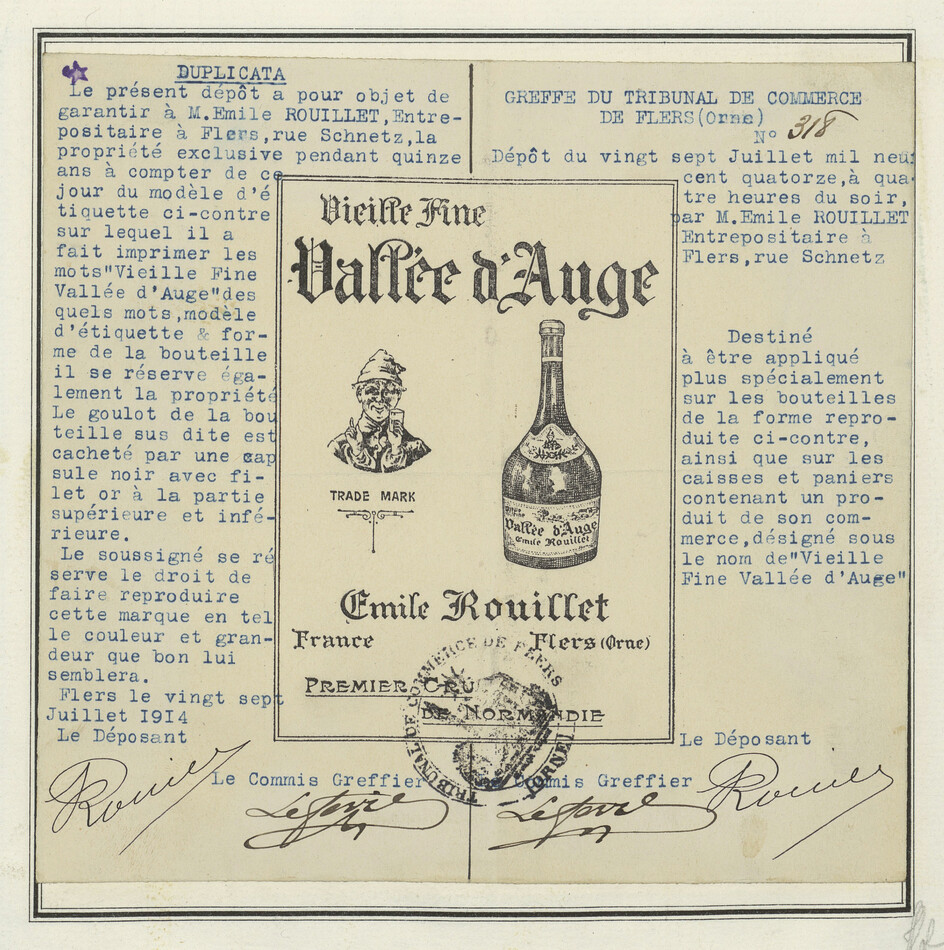 DUPLICATA
Le présent dépôt a pour objet de
garantir à M.Emile ROUILLET,Entre-
positaire à Flers,rue Schnetz,la
propriété exclusive pendant quinze
ans à compter de ce
jour du modèle d'é
tiquette ci-contre
sur lequel il a
fait imprimer les
mots"Vieille Fine
Vallée d'Auge"des
quels mots,modèle
d'étiquette & for-
me de la bouteille
il se réserve éga-
lement la propriété
Le goulot de la bou
teille sus dite est
cacheté par une cap
sule noir avec fi-
let or à la partie
supérieure et infé-
rieure.
Le soussigné se ré
serve le droit de
faire reproduire
cette marque en tel
le couleur et gran-
deur que bon lui
semblera.
Flers le vingt sept
Juillet I9I4
Le Déposant
Le Commis Greffier
GREFFE DU TRIBUNAL DE COMMERCE
DE FLERS(Orne)
N° 318
Dépôt du vingt sept Juillet mil neuf
cent quatorze,à qua-
tre heures du soir,
par M.Emile ROUILLET
Entrepositaire à
Flers,rue Schnetz
Destiné
à être appliqué
plus spécialement
sur les bouteilles
de la forme repro-
duite ci-contre,
ainsi que sur les
caisses et paniers
contenant un pro-
duit de son com-
merce,désigné sous
le nom de"Vieille
Fine Vallée d'Auge"
Le Déposant
Commis Greffier
Vieille Fine
Vallée d'Auge
TRADE MARK
Vallée d'Auge
Emile Rouillet
Emile Rouillet
France Flers (Orne)
PREMIER CRU
DE NORMANDIE
TRIBUNAL DE COMMERCE DE FLERS
(ORNE)